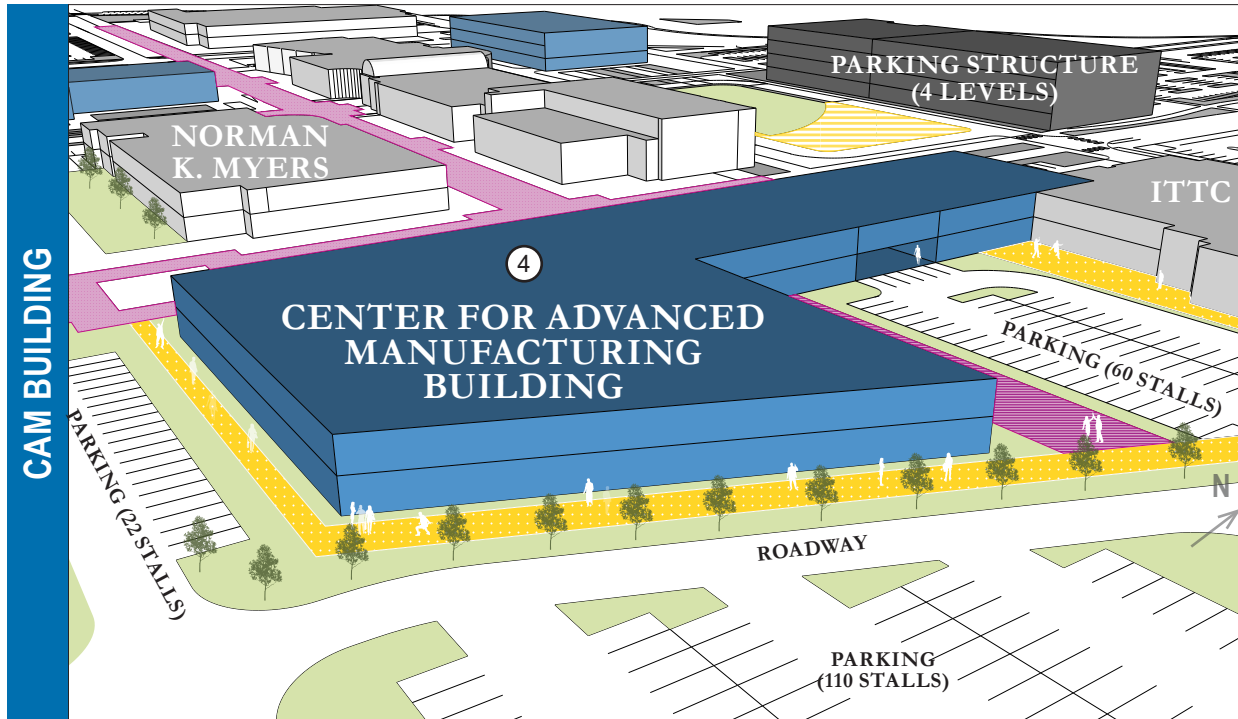 CAM BUILDING
PARKING STRUCTURE
(4 LEVELS)
NORMAN
K. MYERS
ITTC
4
CENTER FOR ADVANCED
MANUFACTURING
BUILDING
PARKING (60 STALLS)
PARKING (22 STALLS)
N
ROADWAY
PARKING
(110 STALLS)